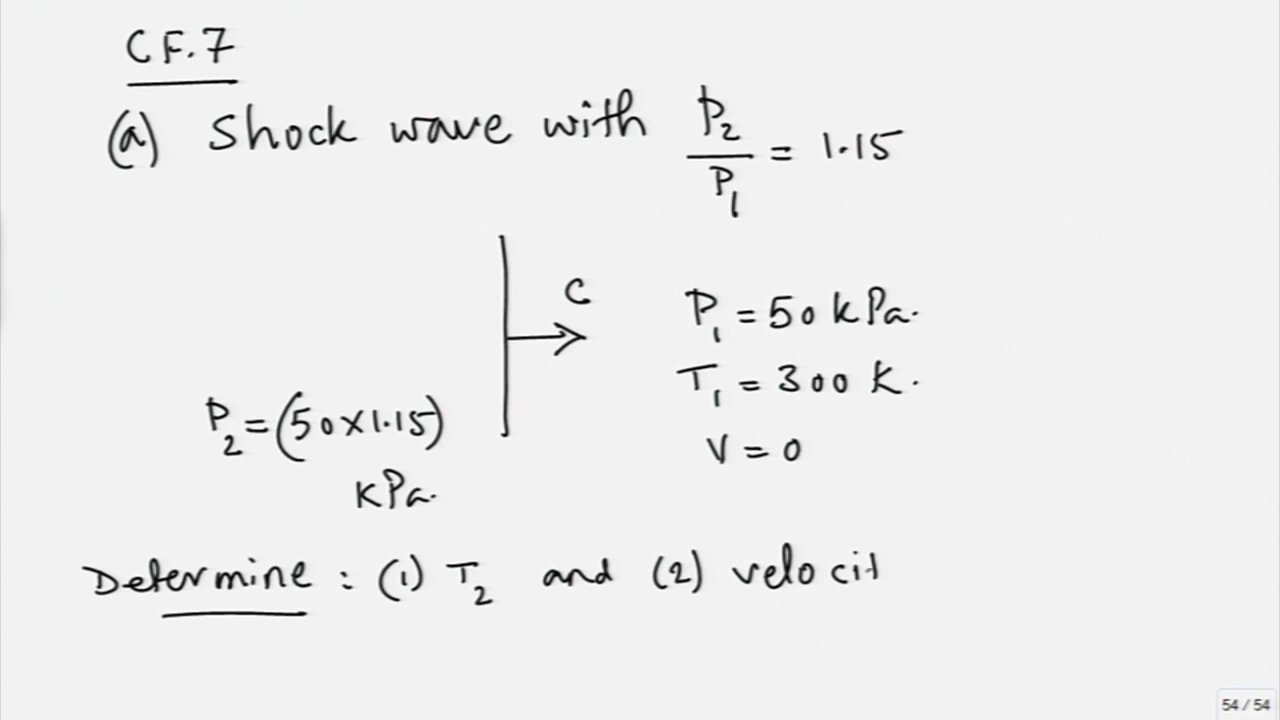 CF.7
(a) Shock wave with P2/P1 = 1.15
C
P1 = 50 kPa.
T1 = 300 K.
V = 0
P2 = (50 x 1.15)
kPa.
Determine : (1) T2 and (2) velocit
54 / 54